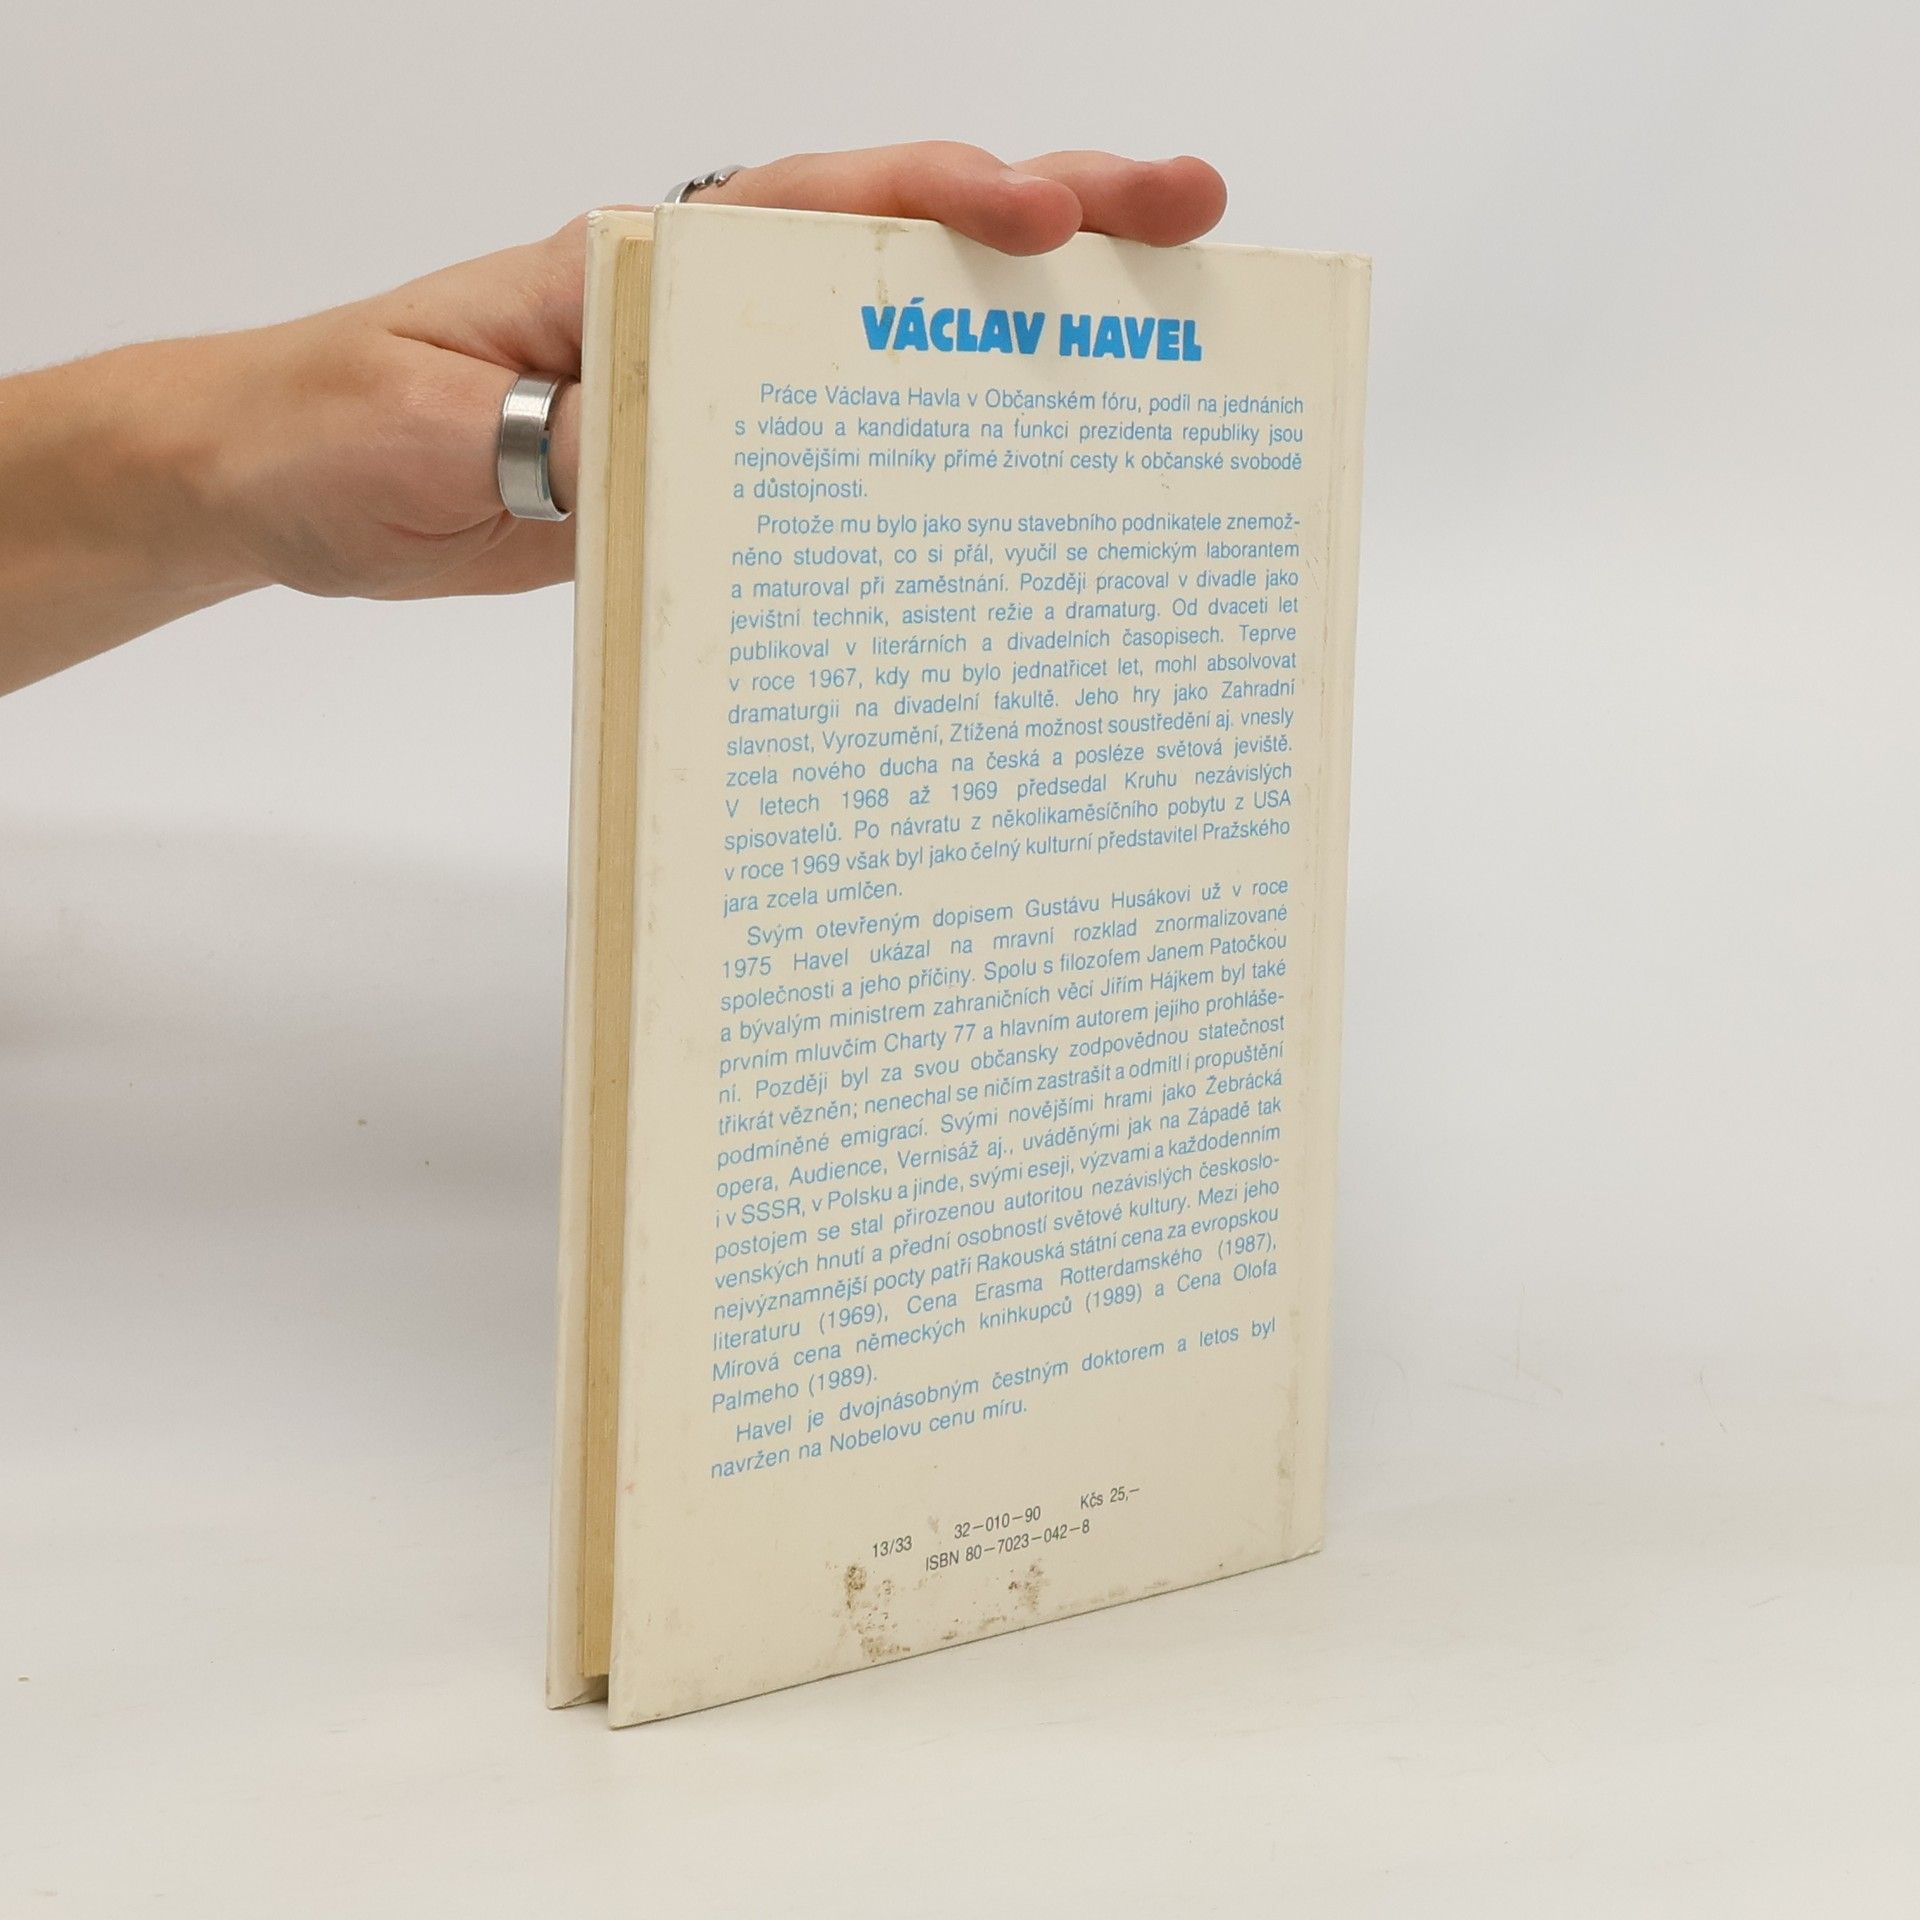 VÁCLAV HAVEL
Práce Václava Havla v Občanském fóru, podíl na jednáních
s vládou a kandidatura na funkci prezidenta republiky jsou
nejnovějšími milníky přímé životní cesty k občanské svobodě
a důstojnosti.
Protože mu bylo jako synu stavebního podnikatele znemož-
něno studovat, co si přál, vyučil se chemickým laborantem
a maturoval při zaměstnání. Později pracoval v divadle jako
jevištní technik, asistent režie a dramaturg. Od dvaceti let
publikoval v literárních a divadelních časopisech. Teprve
v roce 1967, kdy mu bylo jednatřicet let, mohl absolvovat
dramaturgii na divadelní fakultě. Jeho hry jako Zahradní
slavnost, Vyrozumění, Ztížená možnost soustředění aj. vnesly
zcela nového ducha na česká a posléze světová jeviště.
V letech 1968 až 1969 předsedal Kruhu nezávislých
spisovatelů. Po návratu z několikaměsíčního pobytu z USA
v roce 1969 však byl jako čelný kulturní představitel Pražského
jara zcela umlčen.
Svým otevřeným dopisem Gustávu Husákovi už v roce
1975 Havel ukázal na mravní rozklad znormalizované
společnosti a jeho příčiny. Spolu s filozofem Janem Patočkou
a bývalým ministrem zahraničních věcí Jiřím Hájkem byl také
prvním mluvčím Charty 77 a hlavním autorem jejího prohláše-
ní. Později byl za svou občansky zodpovědnou statečnost
třikrát vězněn; nenechal se ničím zastrašit a odmítl i propuštění
podmíněné emigrací. Svými novějšími hrami jako Žebrácká
opera, Audience, Vernisáž aj., uváděnými jak na Západě tak
i v SSSR, v Polsku a jinde, svými eseji, výzvami a každodenním
postojem se stal přirozenou autoritou nezávislých českoslo-
venských hnutí a přední osobností světové kultury. Mezi jeho
nejvýznamnější pocty patří Rakouská státní cena za evropskou
literaturu (1969), Cena Erasma Rotterdamského (1987),
Mírová cena německých knihkupců (1989) a Cena Olofa
Palmeho (1989).
Havel je dvojnásobným čestným doktorem a letos byl
navržen na Nobelovu cenu míru.
13/33 32—010—90 Kčs 25,—
ISBN 80—7023—042—8